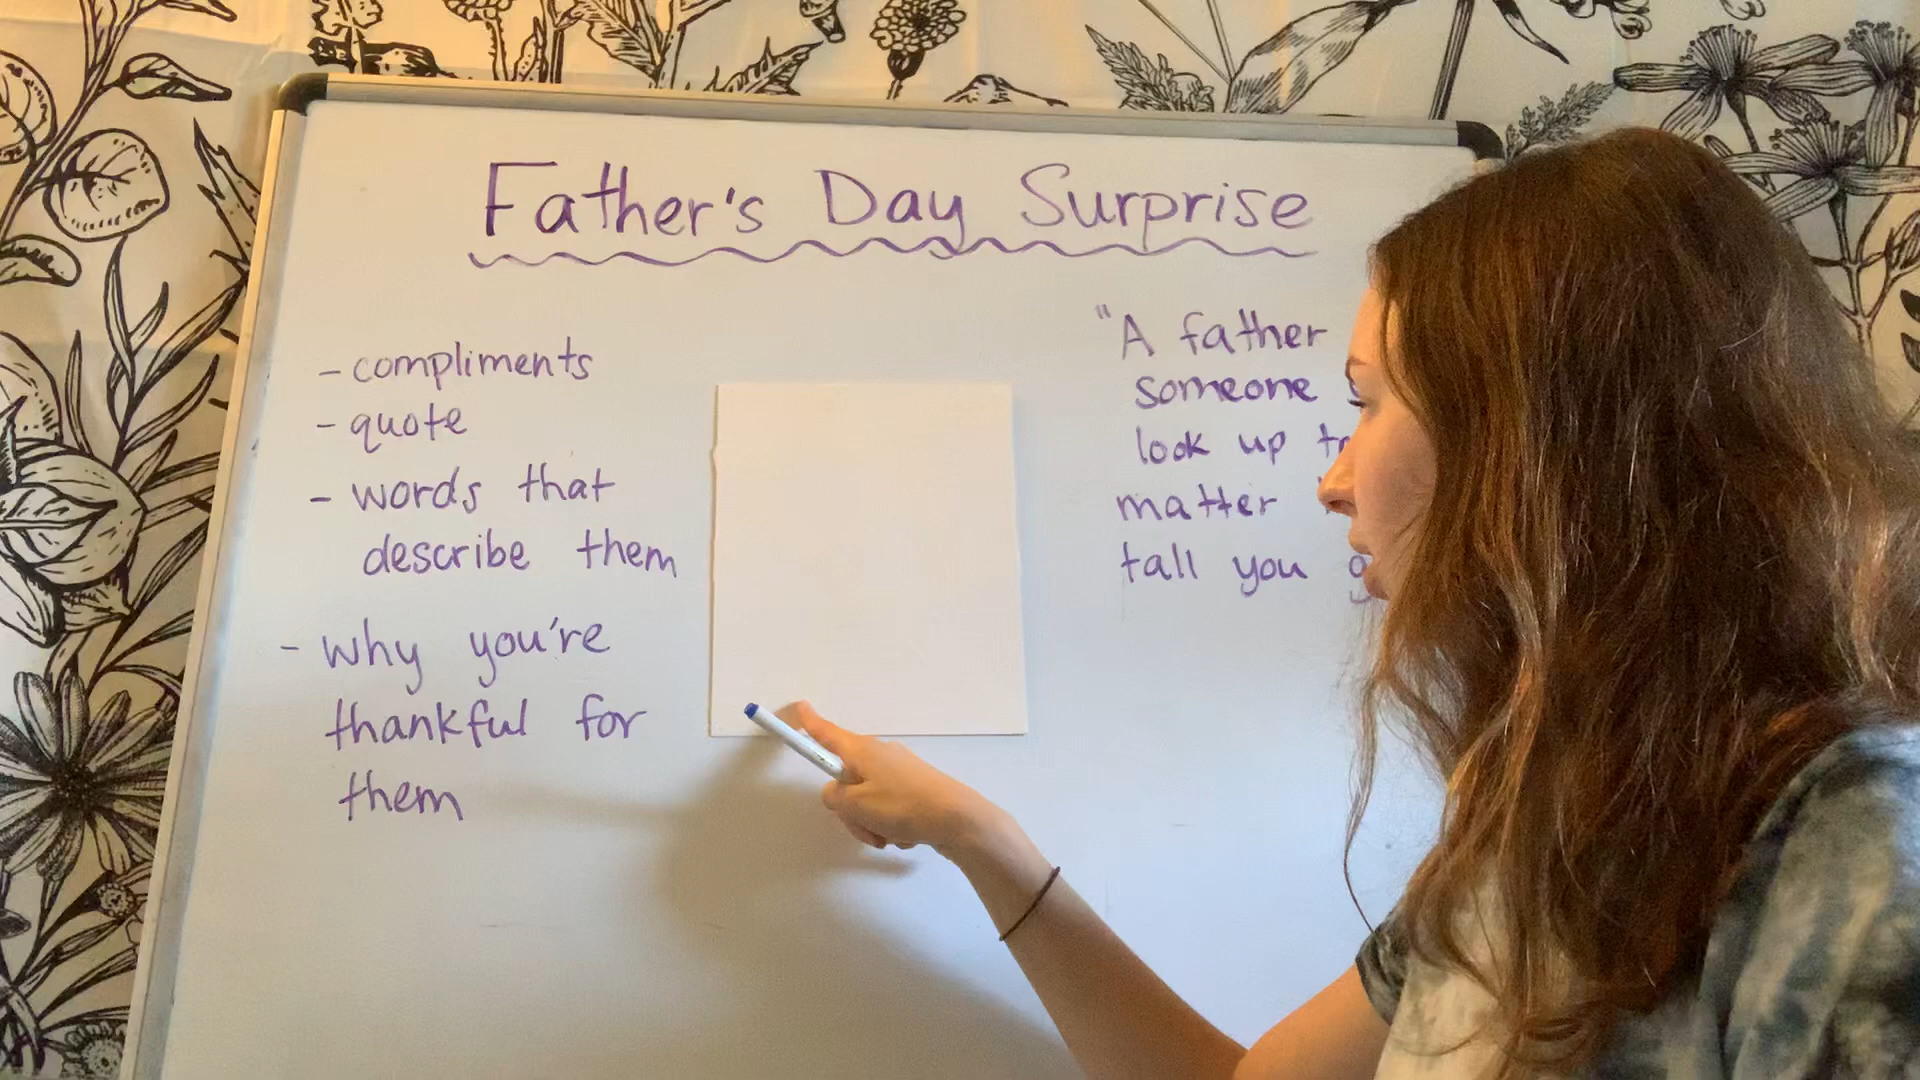 Father's Day Surprise
- compliments
- quote
- words that
describe them
- why you're
thankful for
them
"A father
someone
look up
matter
tall you